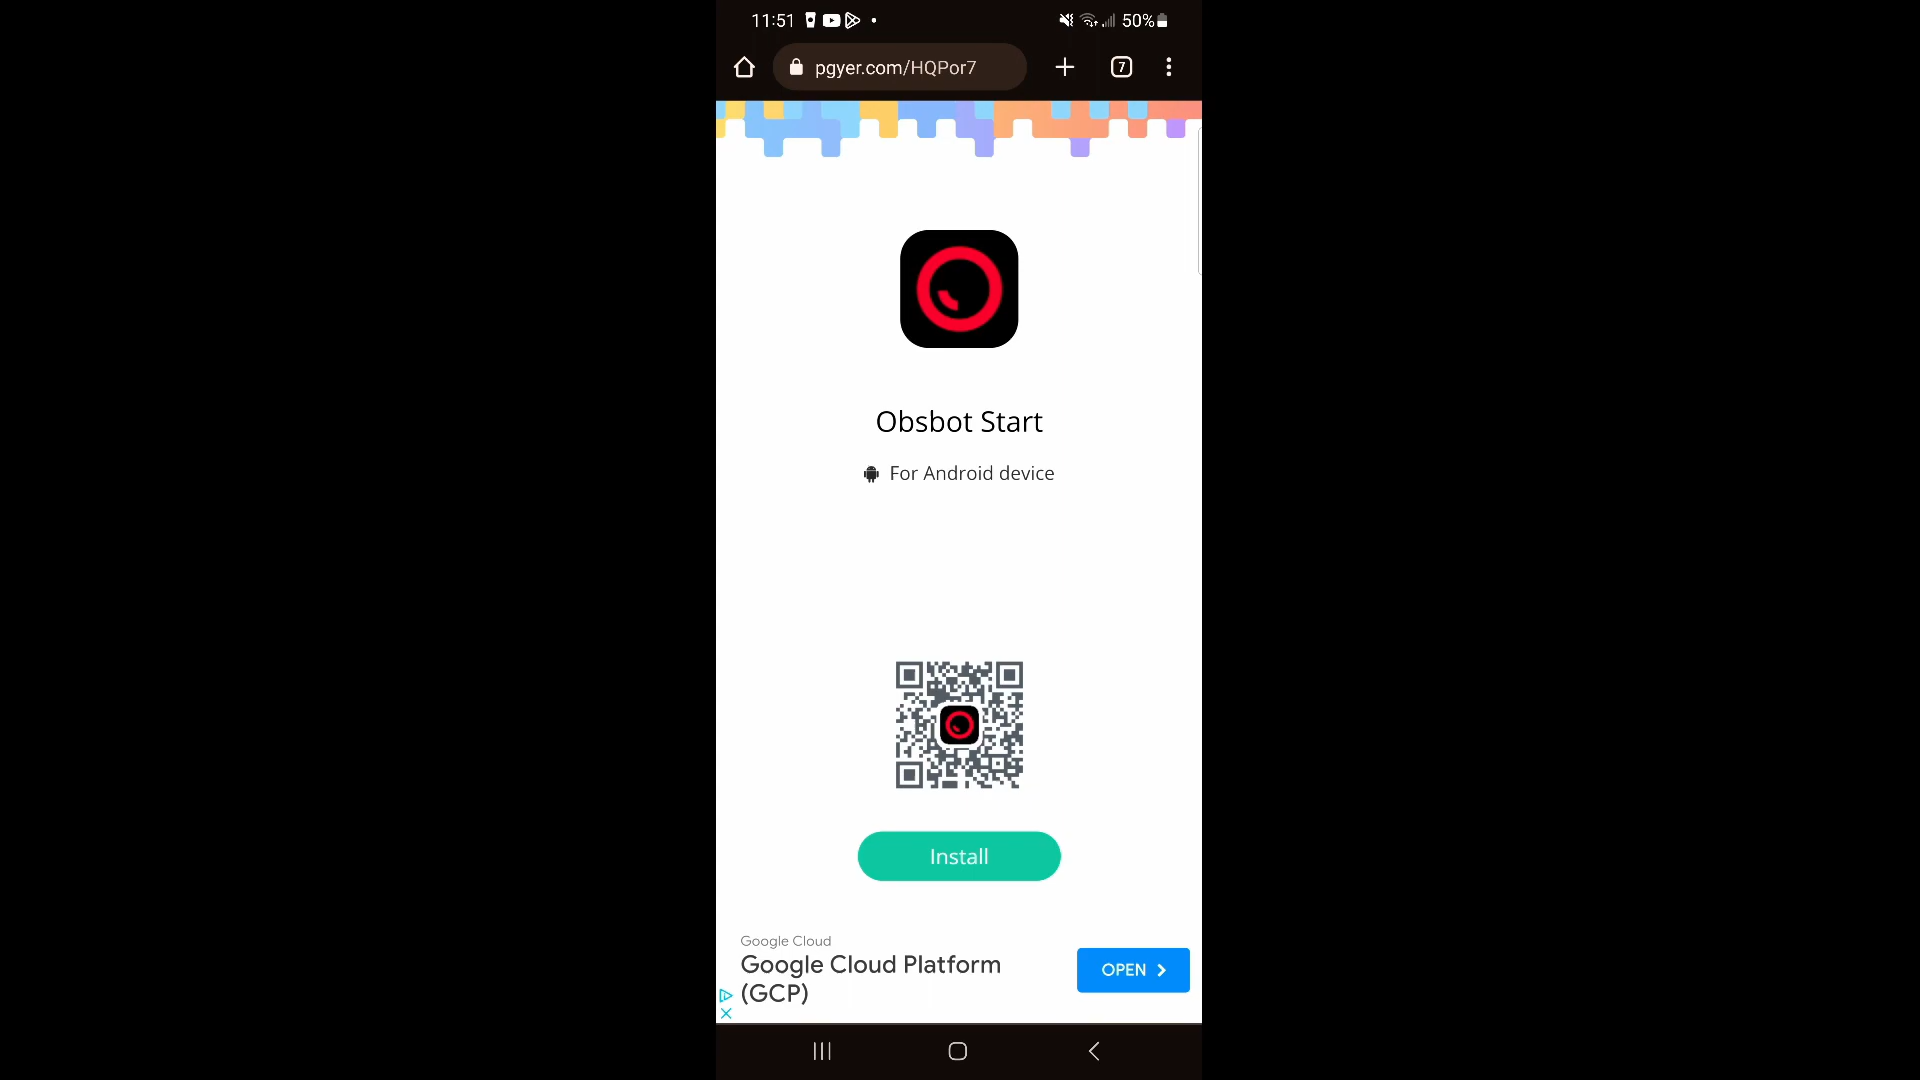 11:51
50%
pgyer.com/HQPor7
7
Obsbot Start
For Android device
Install
Google Cloud
Google Cloud Platform
(GCP)
OPEN